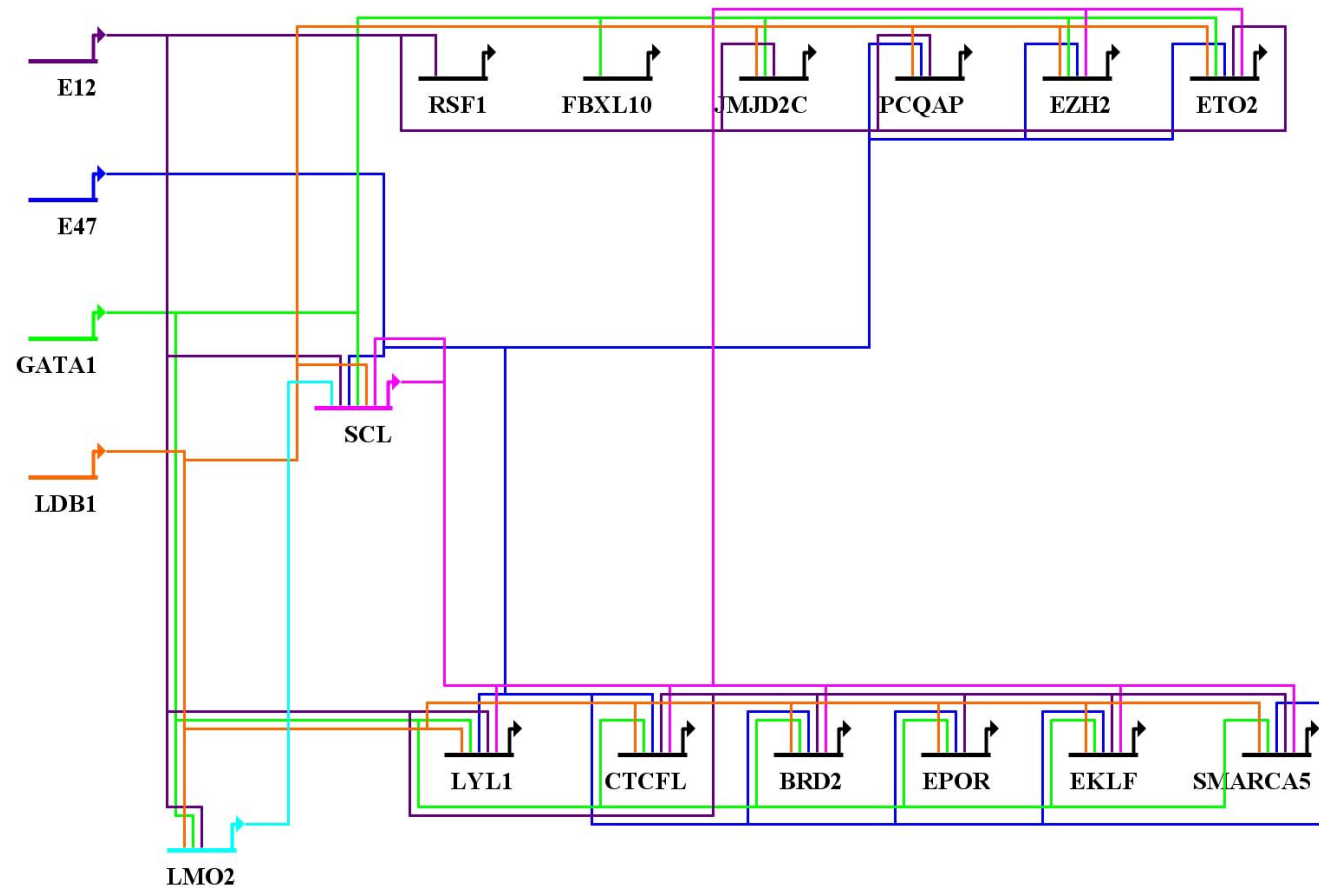 E12
RSF1
FBXL10
JMJD2C
PCQAP
EZH2
ETO2
E47
GATA1
SCL
LDB1
LYL1
CTCFL
BRD2
EPOR
EKLF
SMARCA5
LMO2